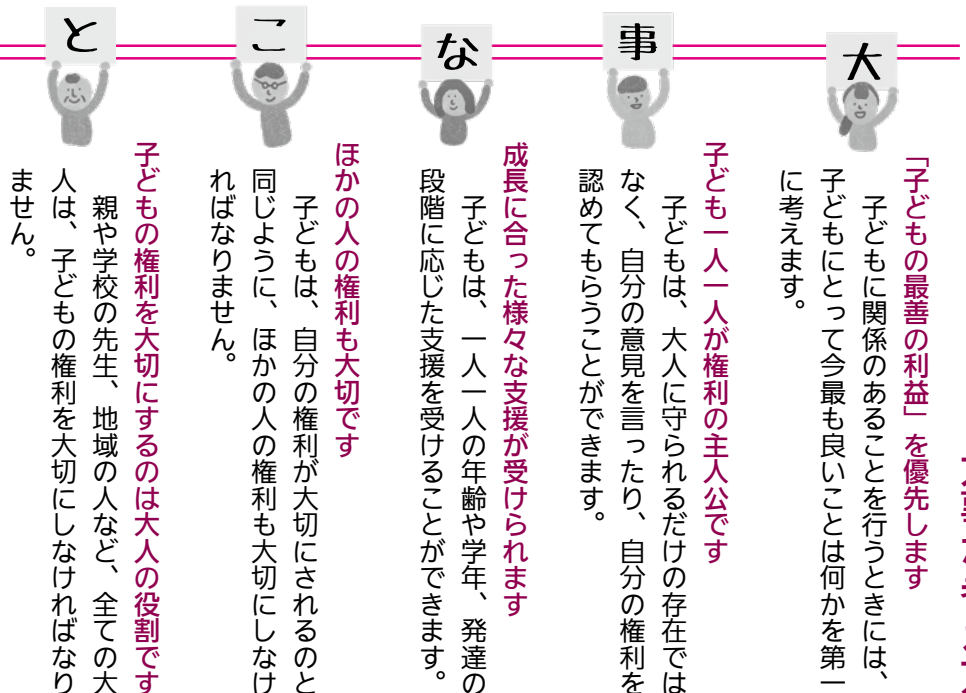 大
事
な
こ
と
「子どもの最善の利益」を優先します
子どもに関係のあることを行うときには、
子どもにとって今最も良いことは何かを第一
に考えます。
子ども一人一人が権利の主人公です
子どもは、大人に守られるだけの存在では
なく、自分の意見を言ったり、自分の権利を
認めてもらうことができます。
成長に合った様々な支援が受けられます
子どもは、一人一人の年齢や学年、発達の
段階に応じた支援を受けることができます。
ほかの人の権利も大切です
子どもは、自分の権利が大切にされるのと
同じように、ほかの人の権利も大切にしなけ
ればなりません。
子どもの権利を大切にするのは大人の役割です
親や学校の先生、地域の人など、全ての大
人は、子どもの権利を大切にしなければなり
ません。